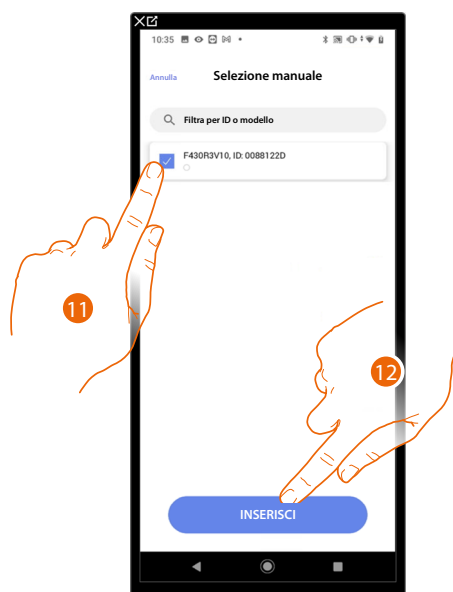 10:35
Annulla
Selezione manuale
Filtra per ID o modello
F430R3V10, ID: 0088122D
11
12
INSERISCI